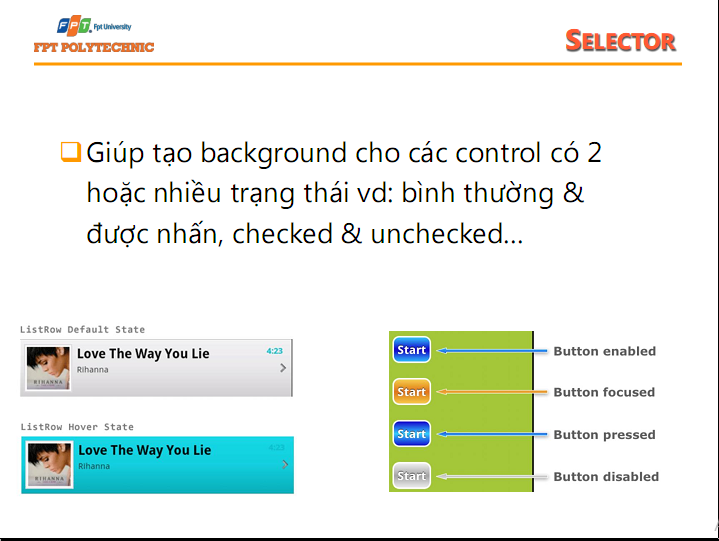 FPT. Fpt University
FPT POLYTECHNIC
SELECTOR
Giúp tạo background cho các control có 2
hoặc nhiều trạng thái vd: bình thường &
được nhấn, checked & unchecked...
ListRow Default State
Love The Way You Lie
4:23
Rihanna
RIHANNA
ListRow Hover State
Love The Way You Lie
4:23
Rihanna
RIHANNA
Start
Button enabled
Start
Button focused
Start
Button pressed
Start
Button disabled